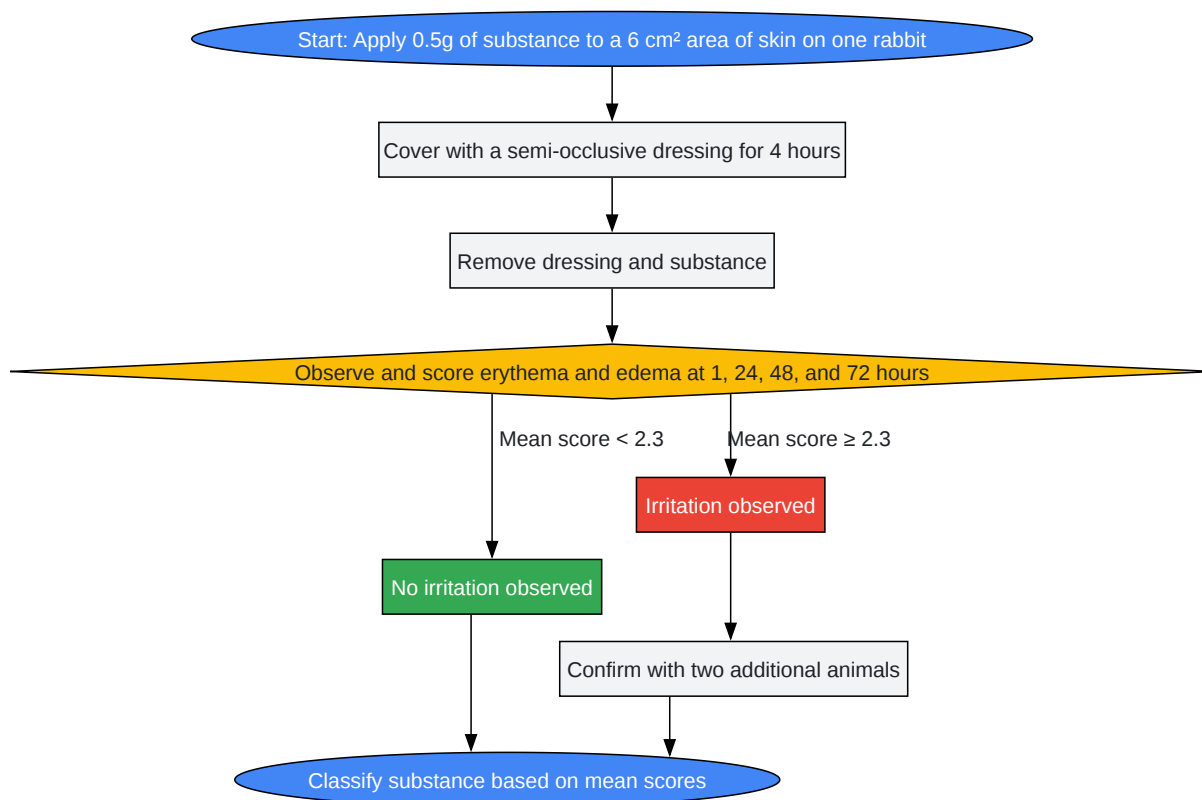 Start: Apply 0.5g of substance to a 6 cm² area of skin on one rabbit
Cover with a semi-occlusive dressing for 4 hours
Remove dressing and substance
Observe and score erythema and edema at 1, 24, 48, and 72 hours
Mean score < 2.3
Mean score ≥ 2.3
Irritation observed
No irritation observed
Confirm with two additional animals
Classify substance based on mean scores